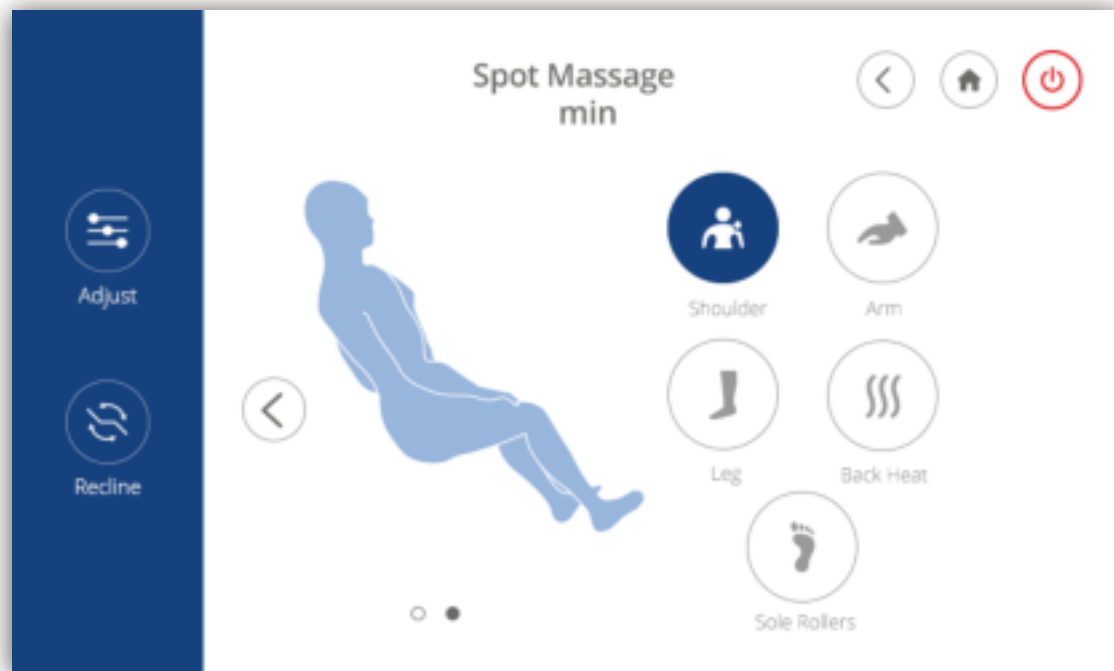 Spot Massage
min
Adjust
Recline
Shoulder
Arm
Leg
Back Heat
Sole Rollers